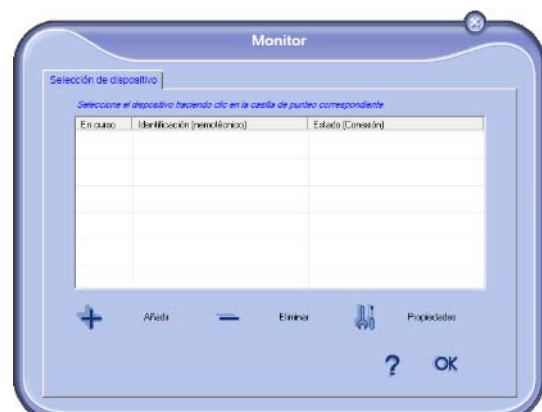 Monitor
Selección de dispositivo
Seleccione el dispositivo haciendo clic en la casilla de punteo correspondiente
En curso Identificación (nemotécnico) Estado (Conexión)
Añadir Eliminar Propiedades
? OK